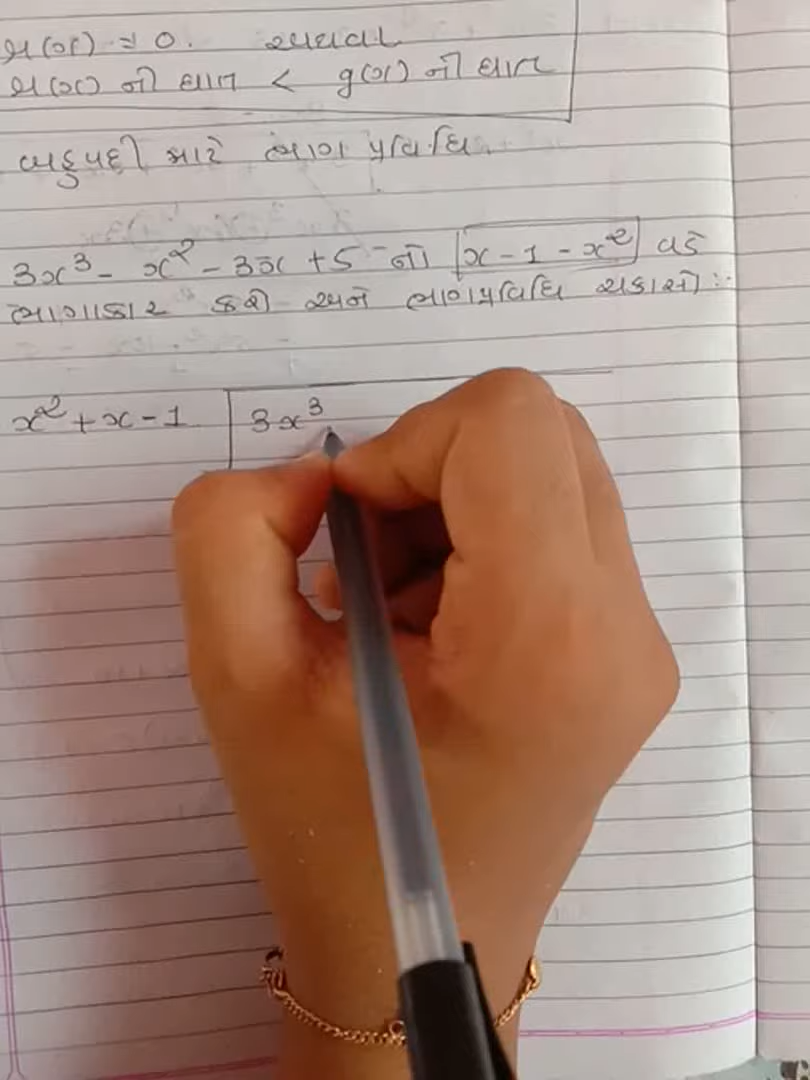 શ(x) = 0. અથવા
શ(x) ની ઘાત < g(x) ની ઘાત
બહુપદી માટે ભાગ પ્રવિધિ.
3x³ - x² - 3x + 5 નો x - 1 - x² વડે
ભાગાકાર કરો અને ભાગપ્રવિધિ ચકાસો :-
x² + x - 1 3x³